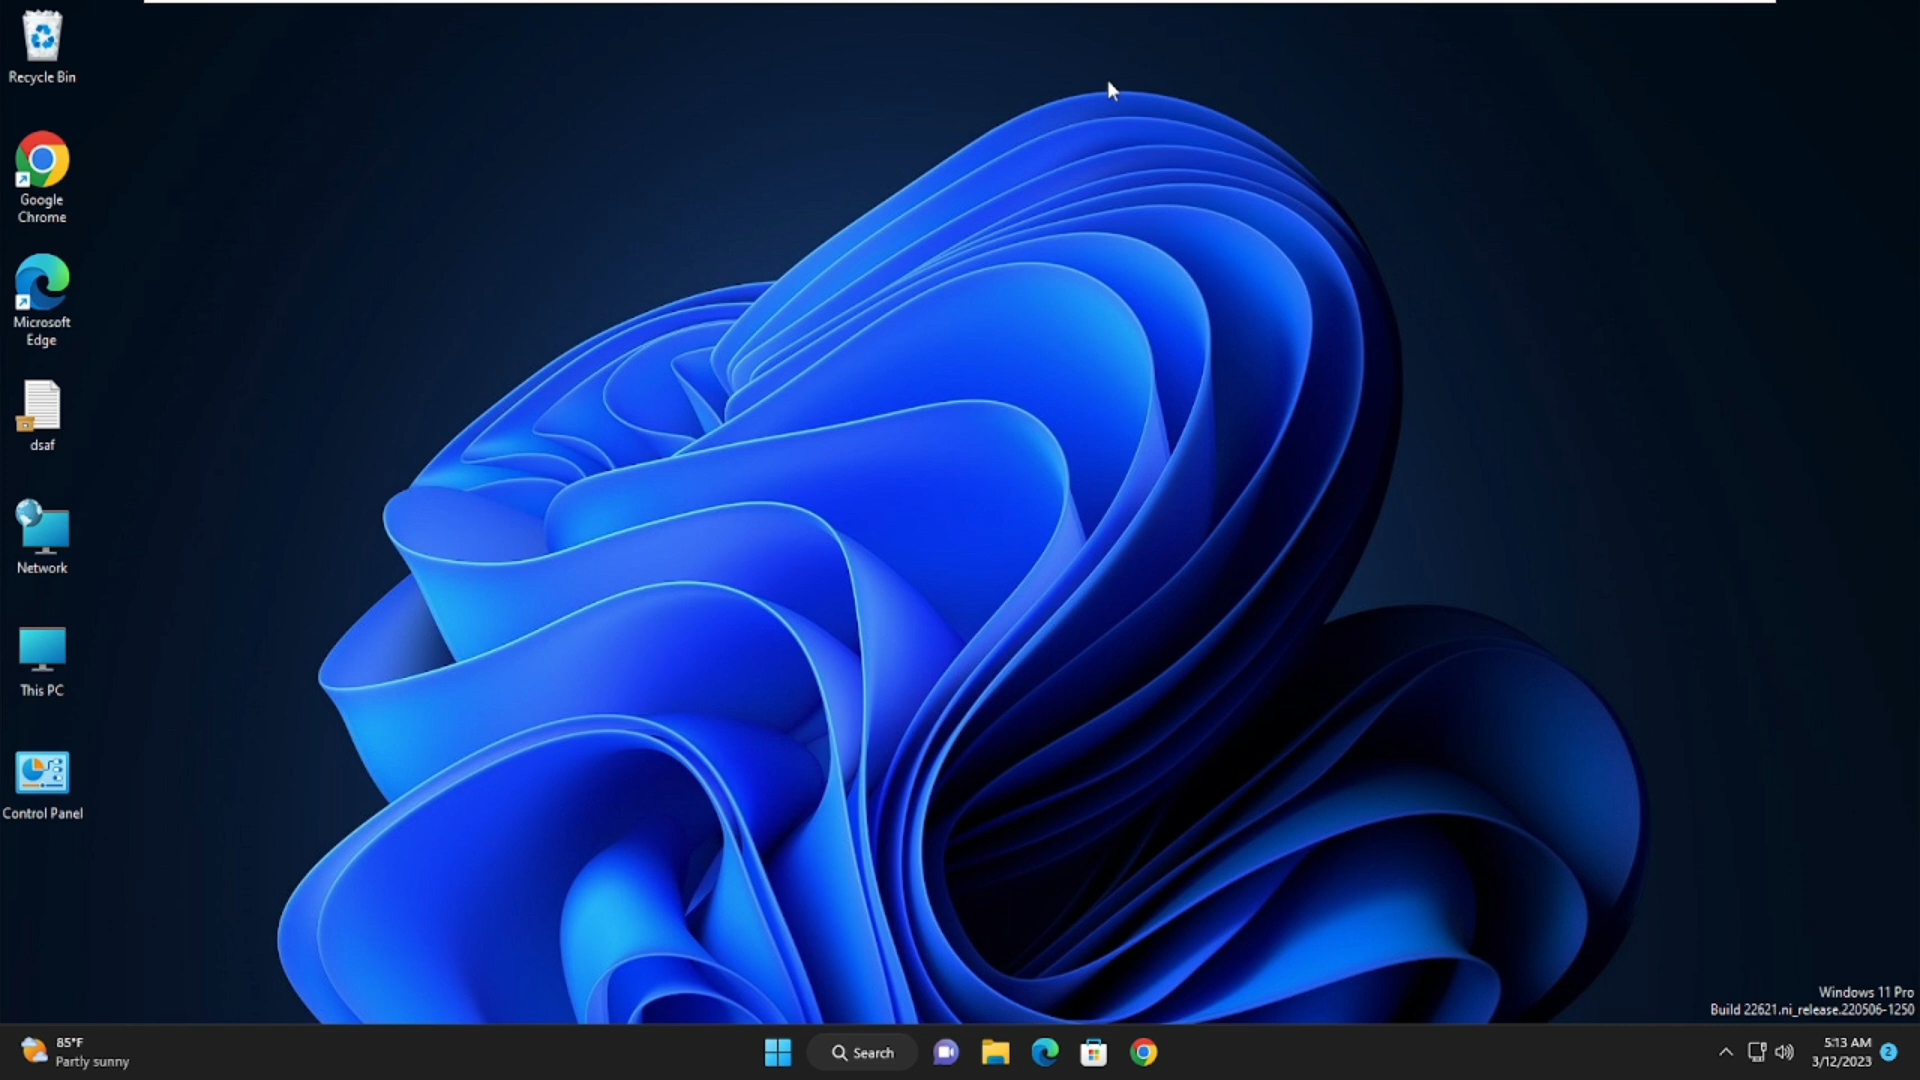 Recycle Bin
Google
Chrome
Microsoft
Edge
dsaf
Network
This PC
Control Panel
Windows 11 Pro
Build 22621.ni_release.220506-1250
85°F
Partly sunny
Search
5:13 AM
3/12/2023
2